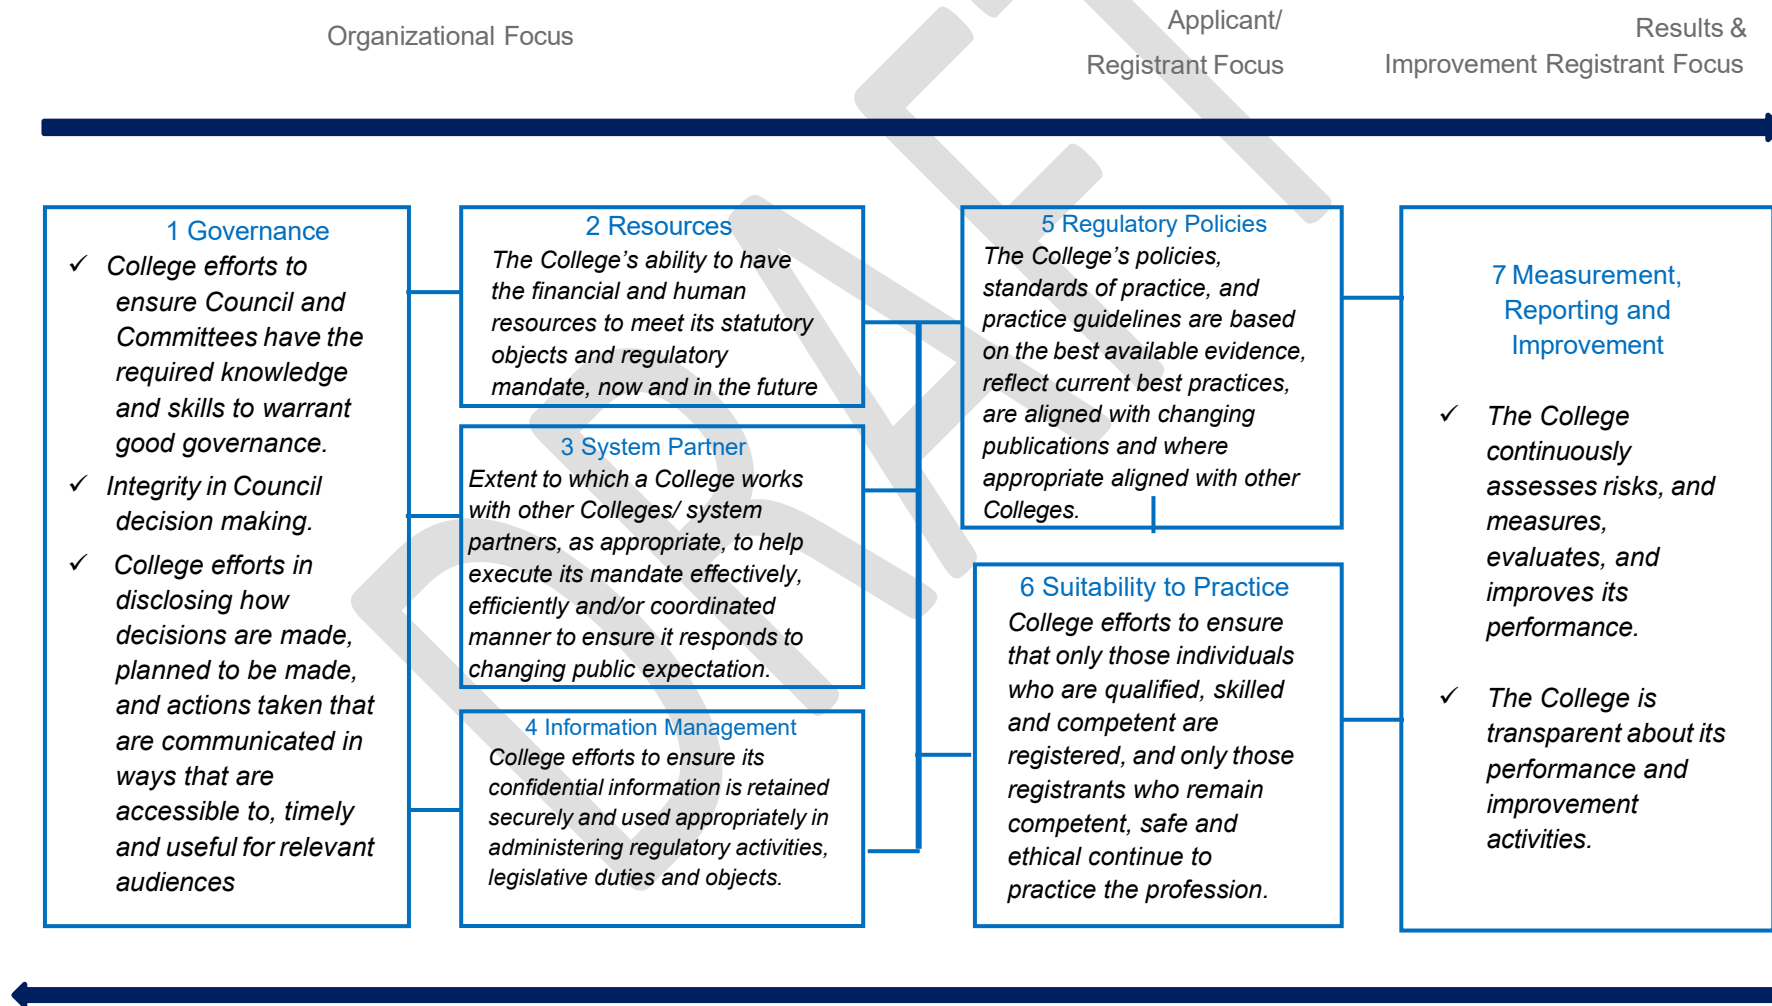 Organizational Focus
Applicant/
Registrant Focus
Results &
Improvement Registrant Focus
1 Governance
✓ College efforts to
ensure Council and
Committees have the
required knowledge
and skills to warrant
good governance.
✓ Integrity in Council
decision making.
✓ College efforts in
disclosing how
decisions are made,
planned to be made,
and actions taken that
are communicated in
ways that are
accessible to, timely
and useful for relevant
audiences
2 Resources
The College’s ability to have
the financial and human
resources to meet its statutory
objects and regulatory
mandate, now and in the future
3 System Partner
Extent to which a College works
with other Colleges/ system
partners, as appropriate, to help
execute its mandate effectively,
efficiently and/or coordinated
manner to ensure it responds to
changing public expectation.
4 Information Management
College efforts to ensure its
confidential information is retained
securely and used appropriately in
administering regulatory activities,
legislative duties and objects.
5 Regulatory Policies
The College’s policies,
standards of practice, and
practice guidelines are based
on the best available evidence,
reflect current best practices,
are aligned with changing
publications and where
appropriate aligned with other
Colleges.
6 Suitability to Practice
College efforts to ensure
that only those individuals
who are qualified, skilled
and competent are
registered, and only those
registrants who remain
competent, safe and
ethical continue to
practice the profession.
7 Measurement,
Reporting and
Improvement
✓ The College
continuously
assesses risks, and
measures,
evaluates, and
improves its
performance.
✓ The College is
transparent about its
performance and
improvement
activities.
DRAFT